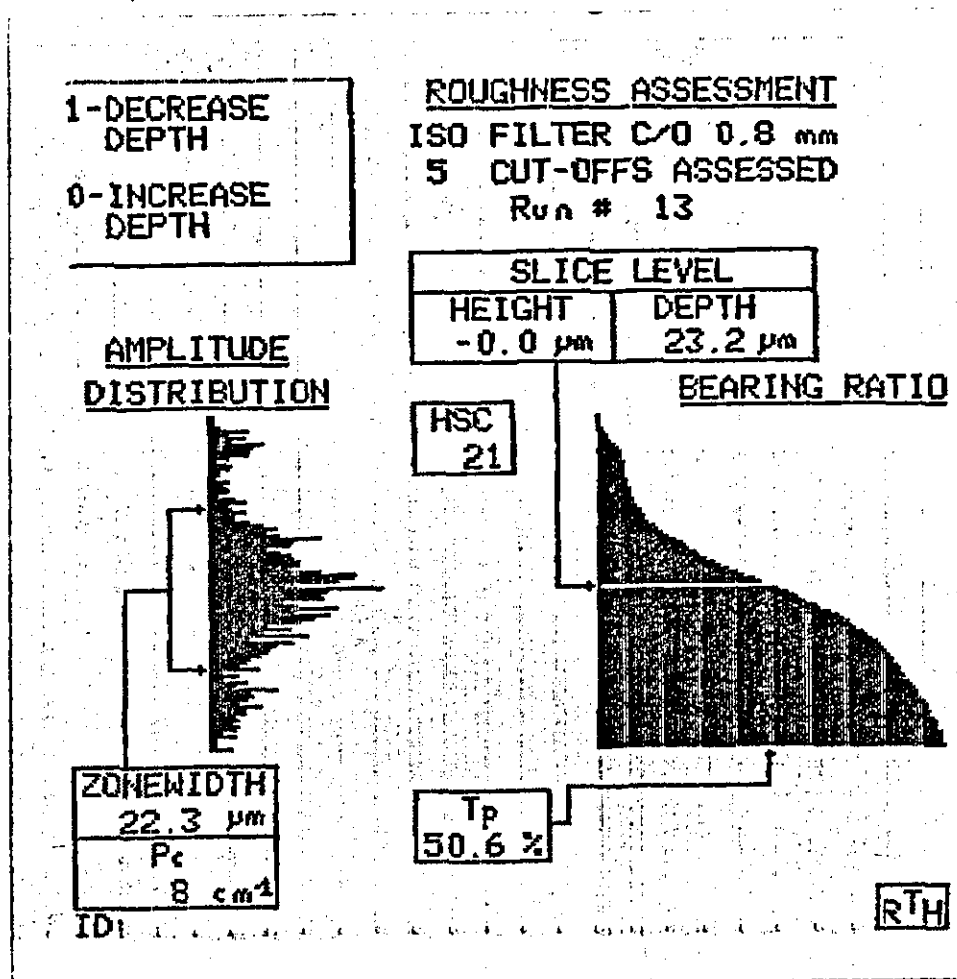 1-DECREASE
DEPTH
0-INCREASE
DEPTH
ROUGHNESS ASSESSMENT
ISO FILTER C/O 0.8 mm
5 CUT-OFFS ASSESSED
Run # 13
SLICE LEVEL
HEIGHT DEPTH
-0.0 µm 23.2 µm
AMPLITUDE
DISTRIBUTION
BEARING RATIO
HSC
21
ZONEWIDTH
22.3 µm
Pc
8 cm-1
Tp
50.6 %
ID:
RTH